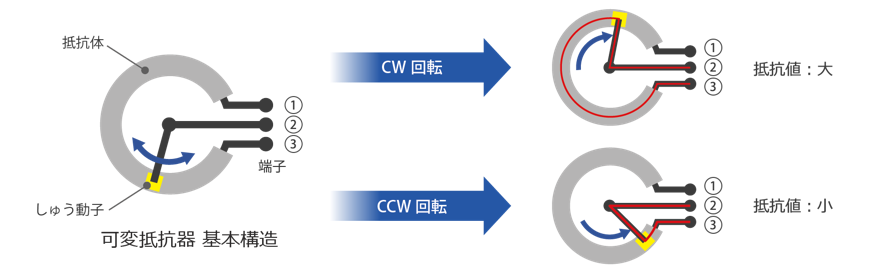 抵抗体
①
②
③
端子
しゅう動子
可変抵抗器 基本構造
CW 回転
①
②
③
抵抗値：大
CCW 回転
①
②
③
抵抗値：小